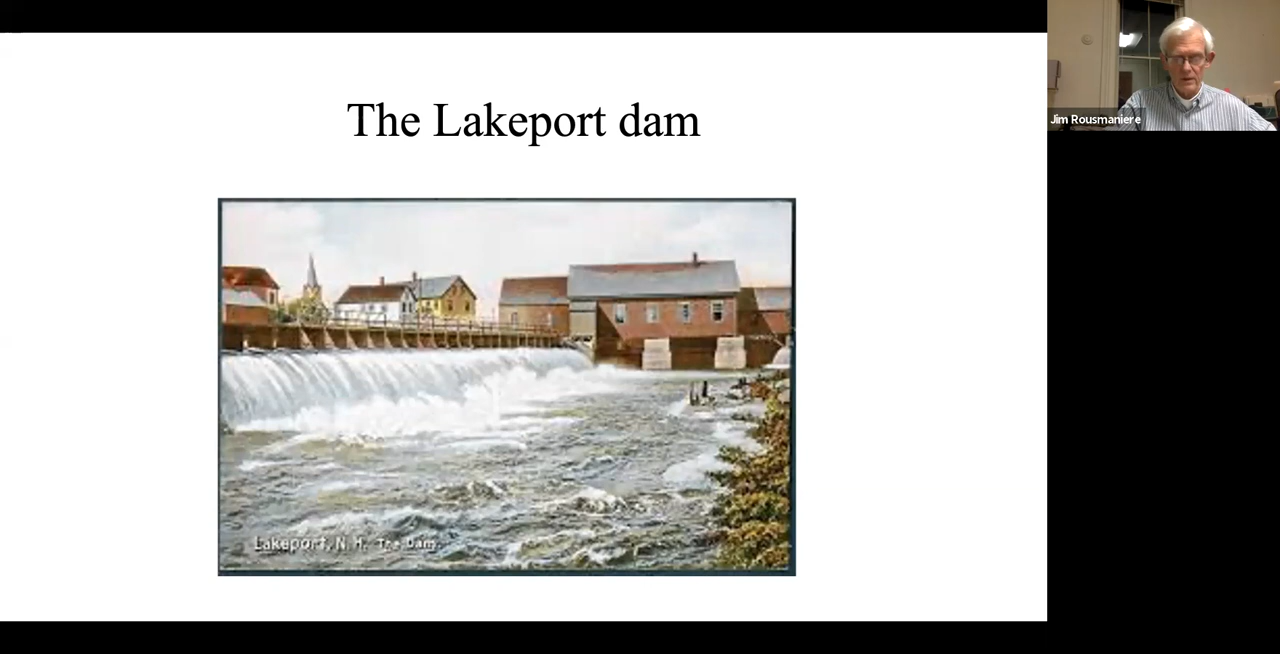 The Lakeport dam
Jim Rousmaniere
Lakeport, N. H. The Dam.